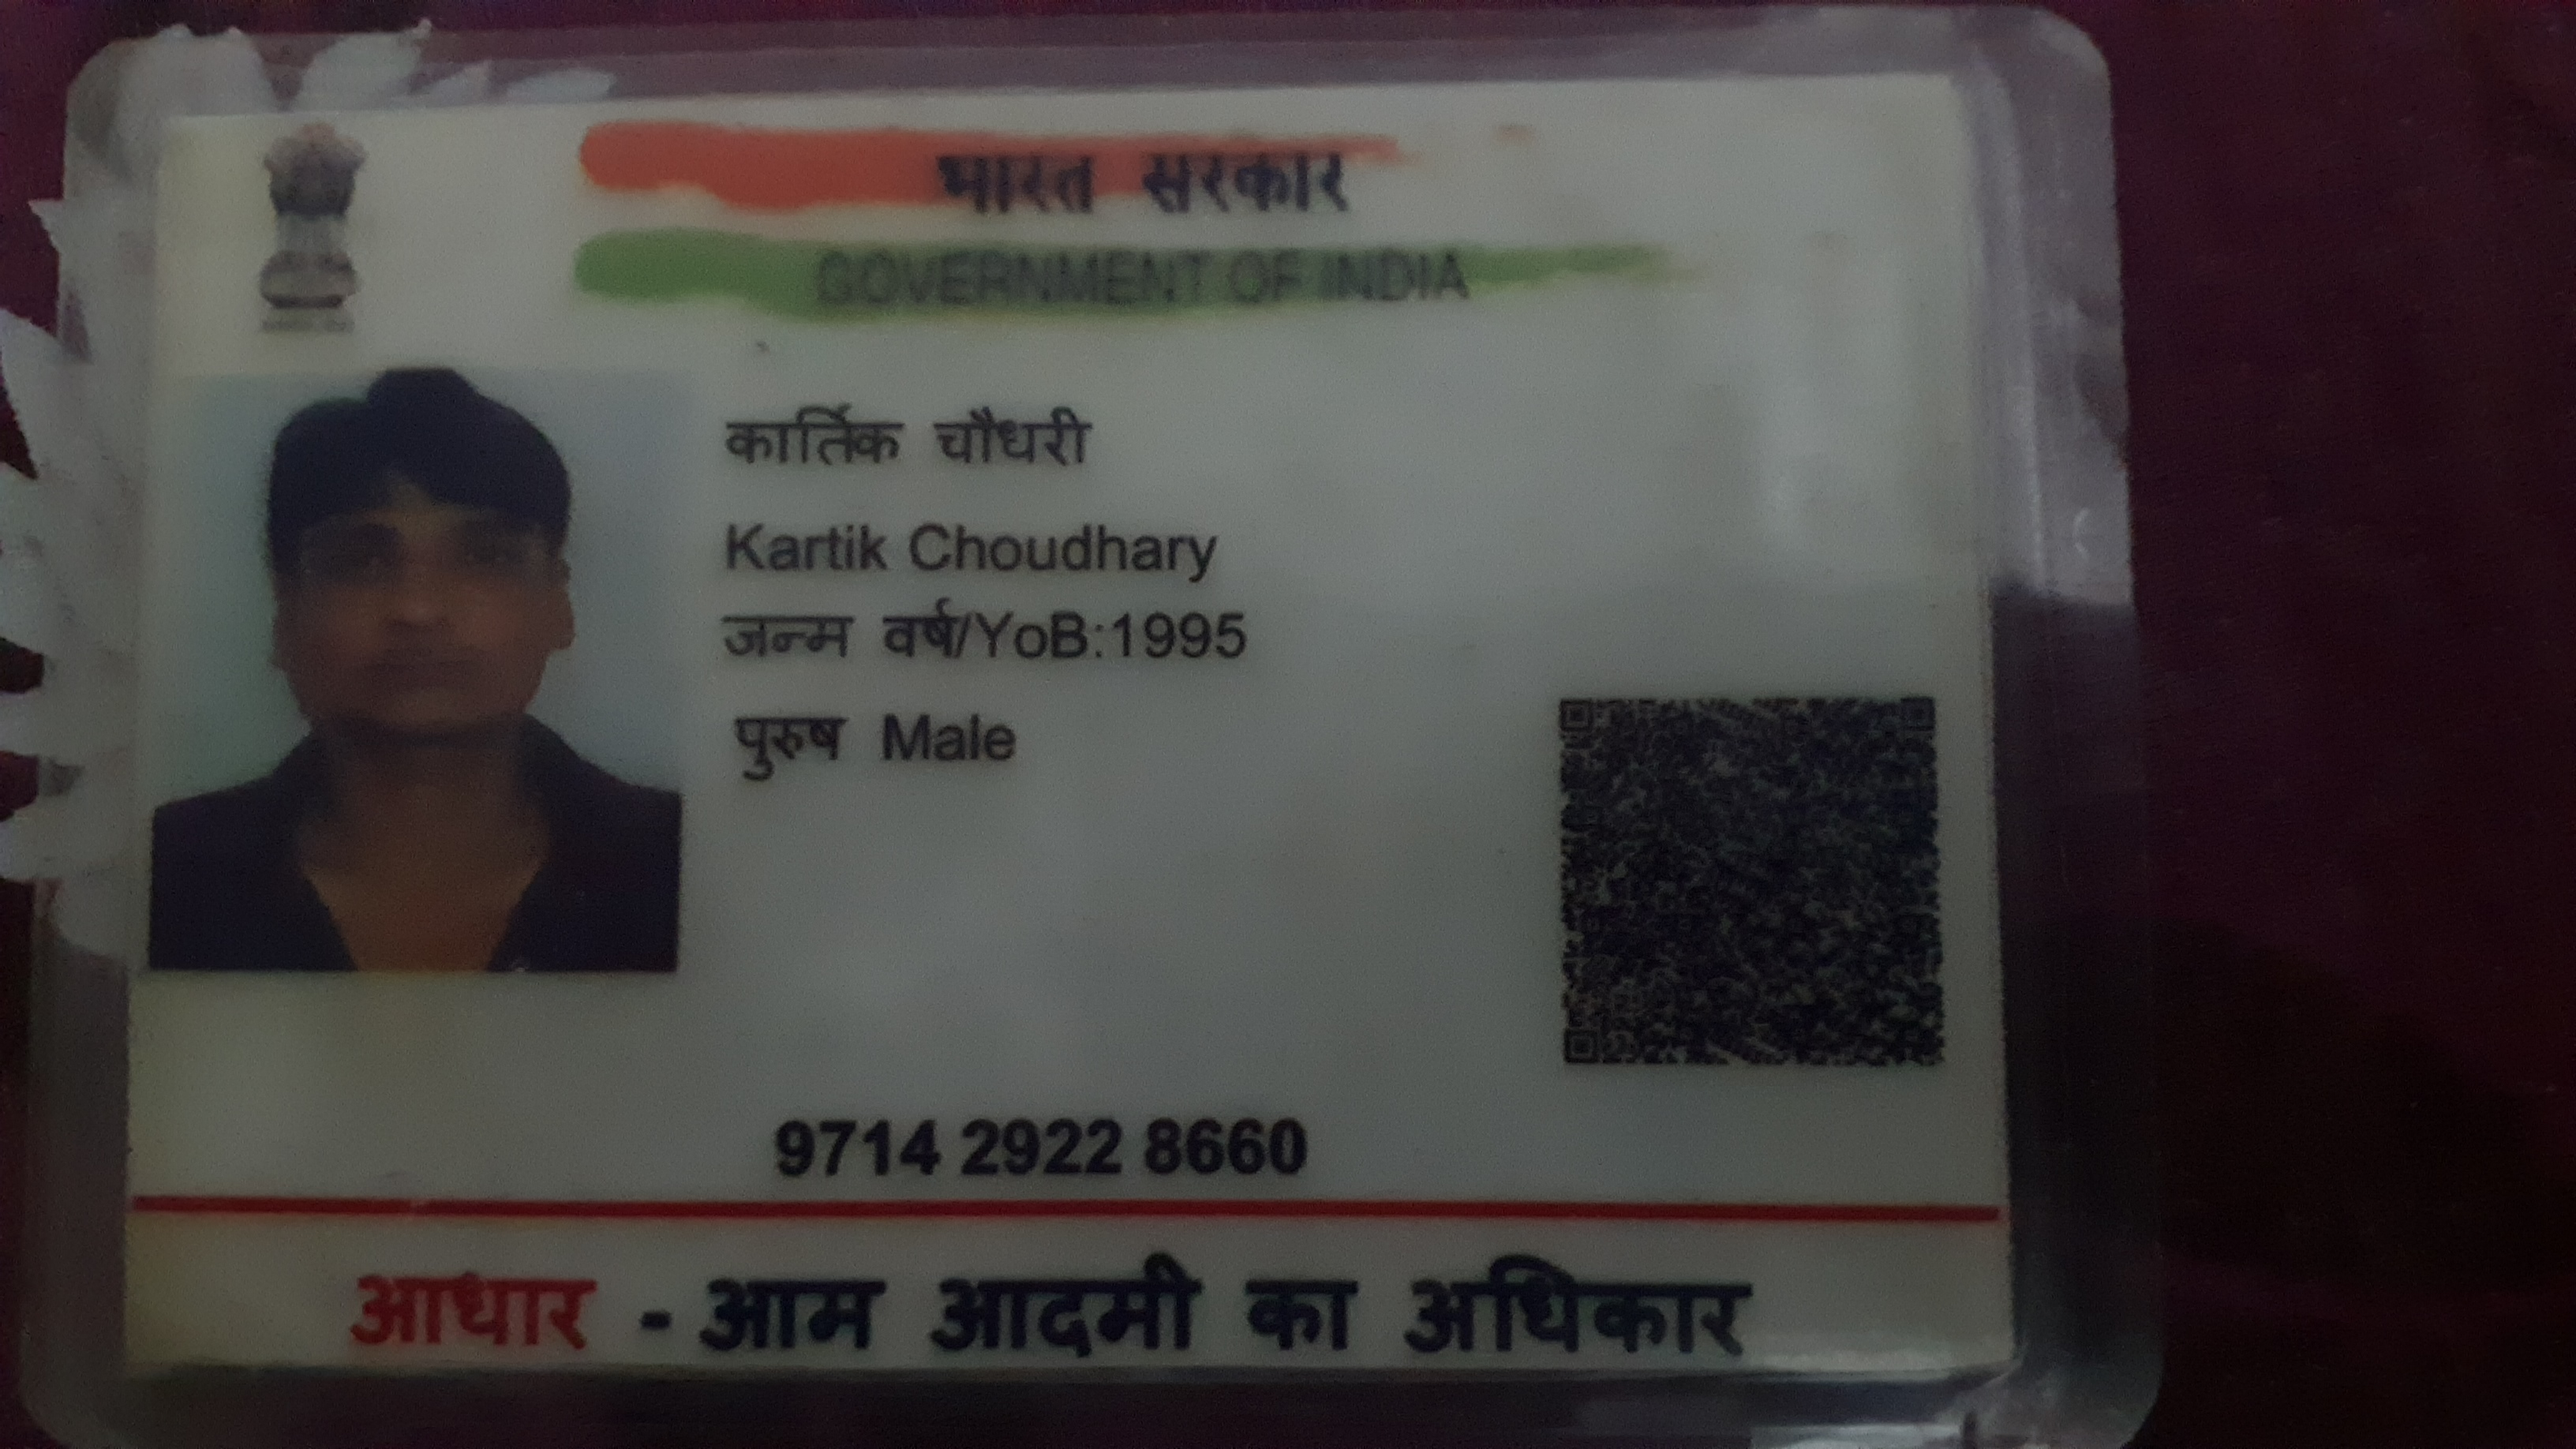 भारत सरकार
GOVERNMENT OF INDIA
कार्तिक चौधरी
Kartik Choudhary
जन्म वर्ष/YoB:1995
पुरुष Male
9714 2922 8660
आधार - आम आदमी का अधिकार